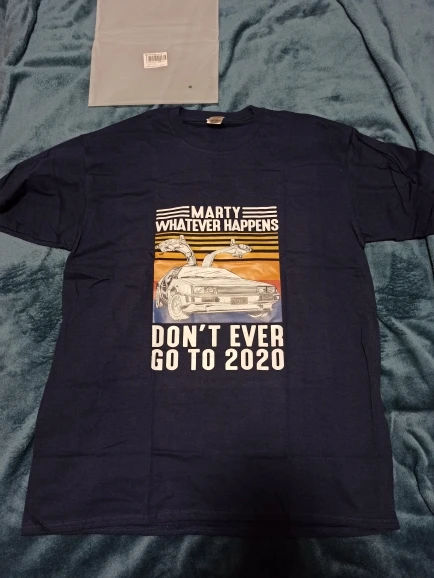 MARTY
WHATEVER HAPPENS
DON'T EVER
GO TO 2020